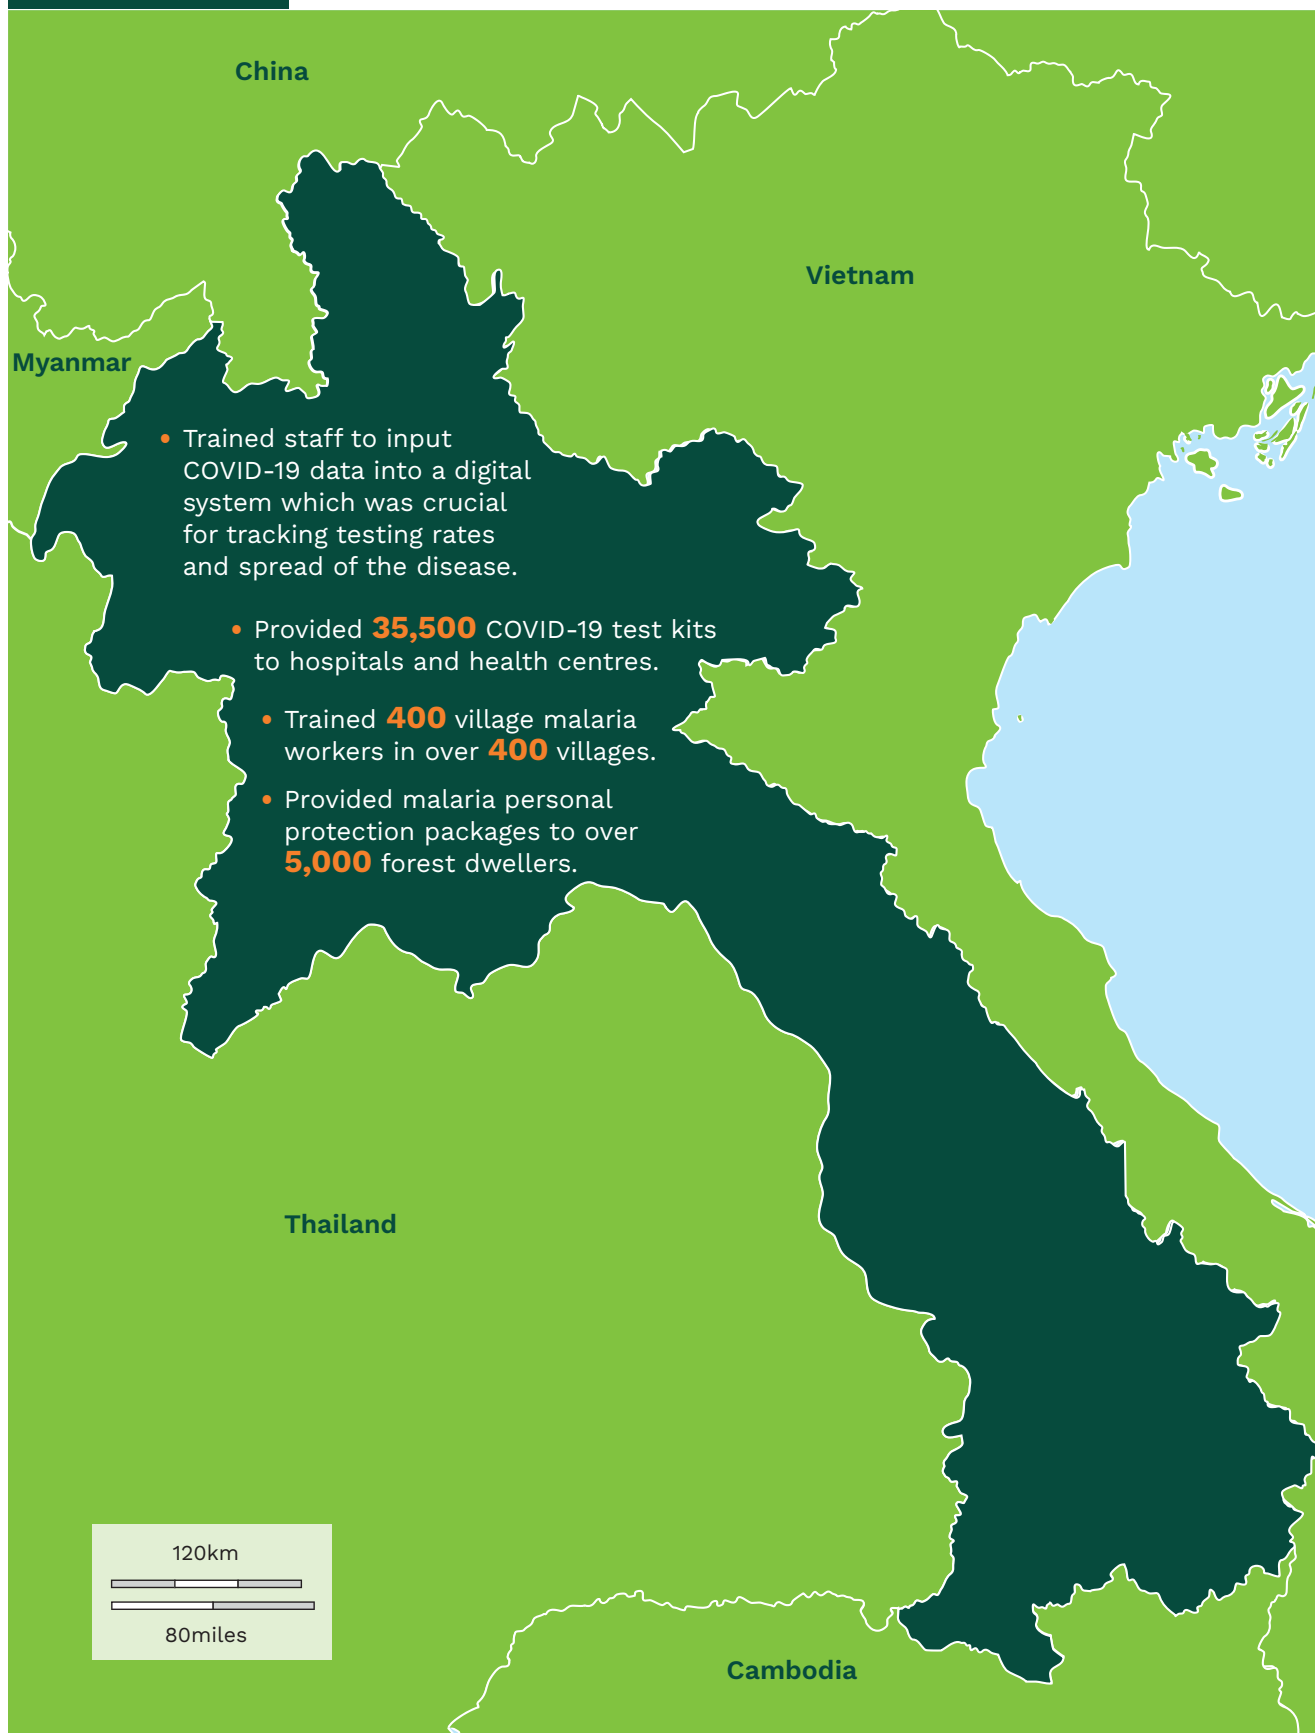 China
Vietnam
Myanmar
• Trained staff to input
COVID-19 data into a digital
system which was crucial
for tracking testing rates
and spread of the disease.
• Provided 35,500 COVID-19 test kits
to hospitals and health centres.
• Trained 400 village malaria
workers in over 400 villages.
• Provided malaria personal
protection packages to over
5,000 forest dwellers.
Thailand
120km
80miles
Cambodia